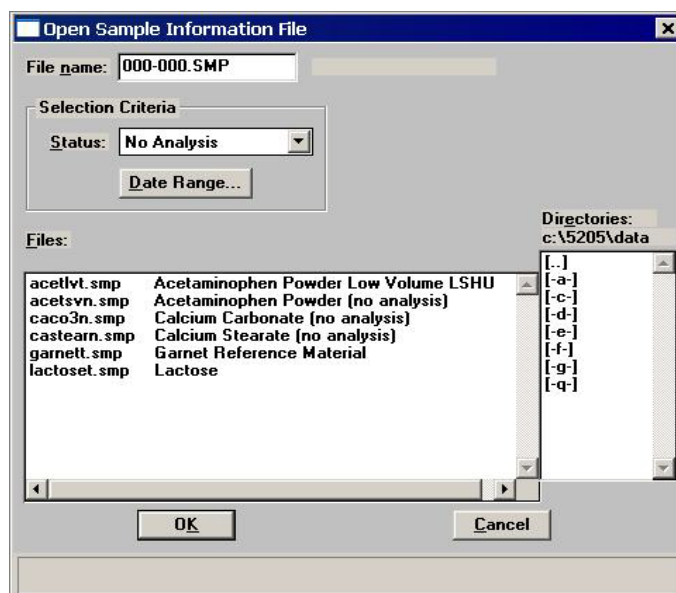 Open Sample Information File
File name: 000-000.SMP
Selection Criteria
Status: No Analysis
Date Range...
Files:
acetlvt.smp Acetaminophen Powder Low Volume LSHU
acetsvn.smp Acetaminophen Powder (no analysis)
caco3n.smp Calcium Carbonate (no analysis)
castearn.smp Calcium Stearate (no analysis)
garnett.smp Garnet Reference Material
lactoset.smp Lactose
Directories:
c:\5205\data
[..]
[-a-]
[-c-]
[-d-]
[-e-]
[-f-]
[-g-]
[-q-]
OK
Cancel